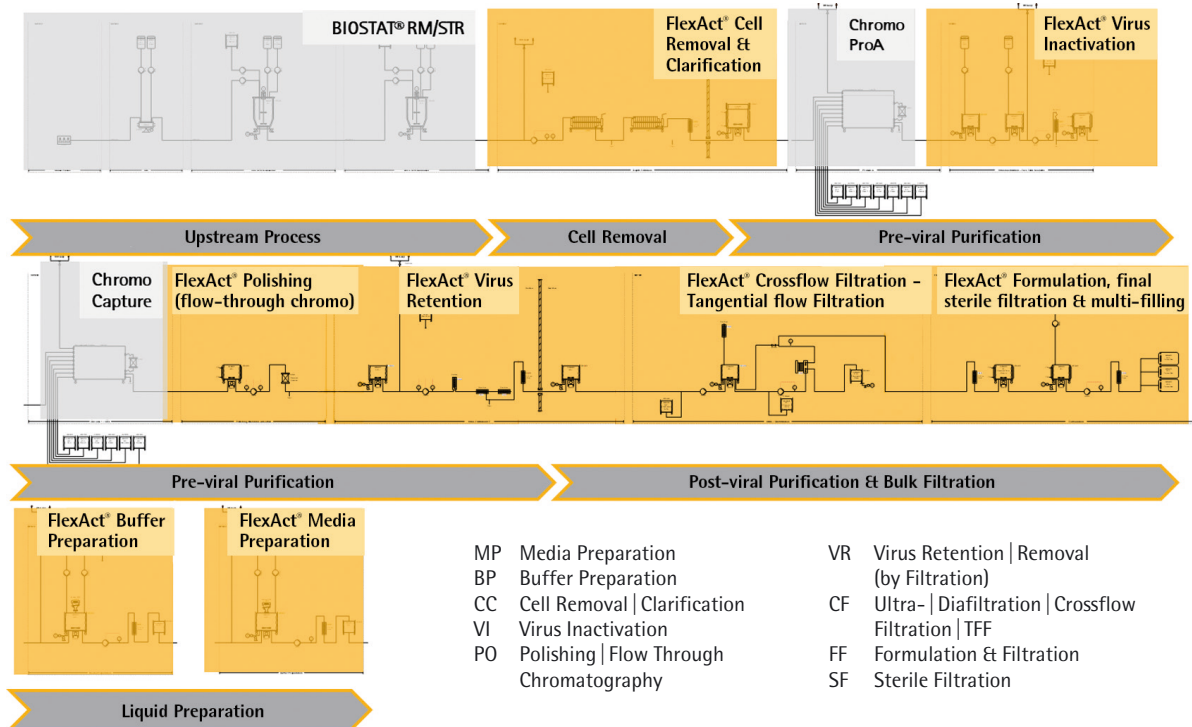 BIOSTAT® RM/STR
FlexAct® Cell
Removal &
Clarification
Chromo
ProA
FlexAct® Virus
Inactivation
Upstream Process
Cell Removal
Pre-viral Purification
Chromo
Capture
FlexAct® Polishing
(flow-through chromo)
FlexAct® Virus
Retention
FlexAct® Crossflow Filtration -
Tangential flow Filtration
FlexAct® Formulation, final
sterile filtration & multi-filling
Pre-viral Purification
Post-viral Purification & Bulk Filtration
FlexAct® Buffer
Preparation
FlexAct® Media
Preparation
Liquid Preparation
MP Media Preparation
BP Buffer Preparation
CC Cell Removal | Clarification
VI Virus Inactivation
PO Polishing | Flow Through
Chromatography
VR Virus Retention | Removal
(by Filtration)
CF Ultra- | Diafiltration | Crossflow
Filtration | TFF
FF Formulation & Filtration
SF Sterile Filtration